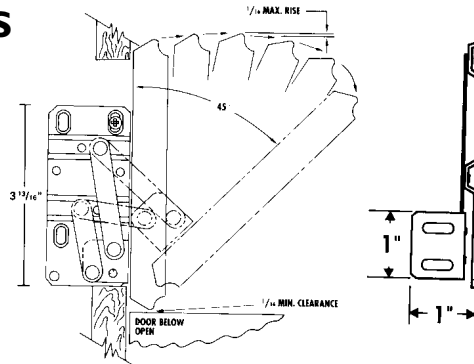 S
1/16 MAX. RISE
45
3 13/16"
1"
1"
1/16 MIN. CLEARANCE
DOOR BELOW
OPEN